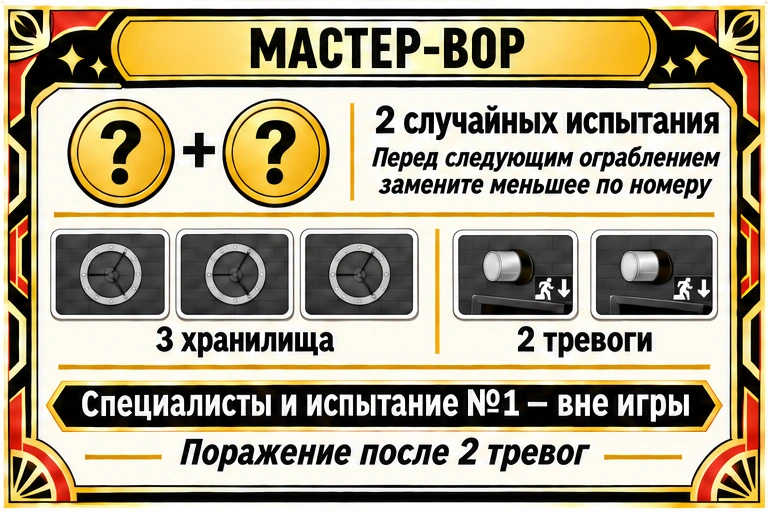 МАСТЕР-ВОР
? + ?
2 случайных испытания
Перед следующим ограблением
замените меньшее по номеру
3 хранилища
2 тревоги
Специалисты и испытание №1 – вне игры
Поражение после 2 тревог